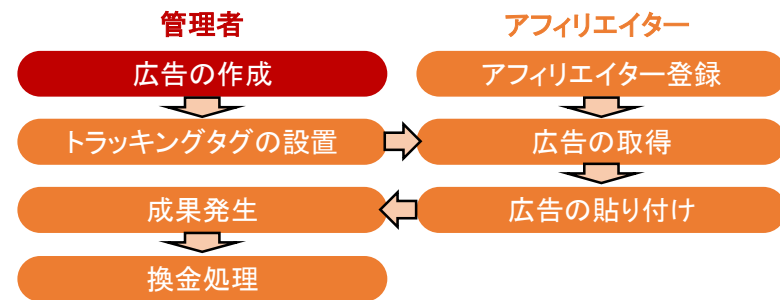 管理者
アフィリエイター
広告の作成
アフィリエイター登録
トラッキングタグの設置
広告の取得
成果発生
広告の貼り付け
換金処理